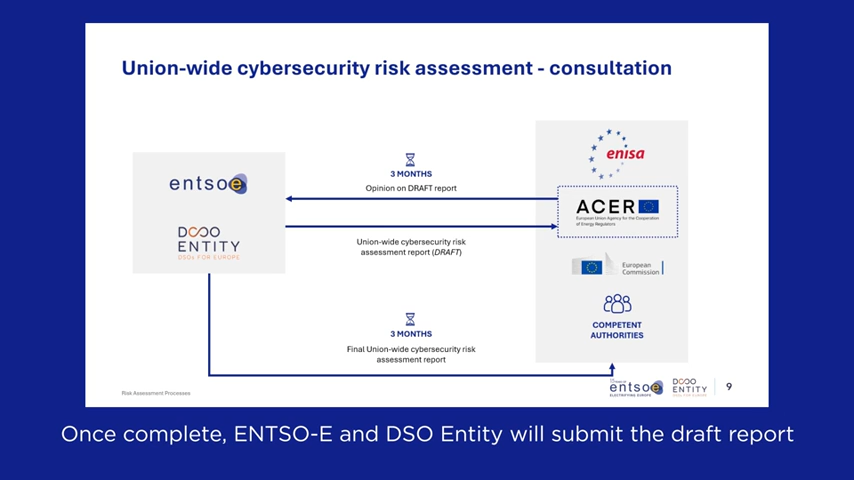 Union-wide cybersecurity risk assessment - consultation
entsoe
DSO
ENTITY
DSOs FOR EUROPE
3 MONTHS
Opinion on DRAFT report
Union-wide cybersecurity risk
assessment report (DRAFT)
3 MONTHS
Final Union-wide cybersecurity risk
assessment report
enisa
ACER
European Union Agency for the Cooperation
of Energy Regulators
European
Commission
COMPETENT
AUTHORITIES
Risk Assessment Processes
entsoe
ELECTRIFYING EUROPE
DSO
ENTITY
DSOs FOR EUROPE
9
Once complete, ENTSO-E and DSO Entity will submit the draft report